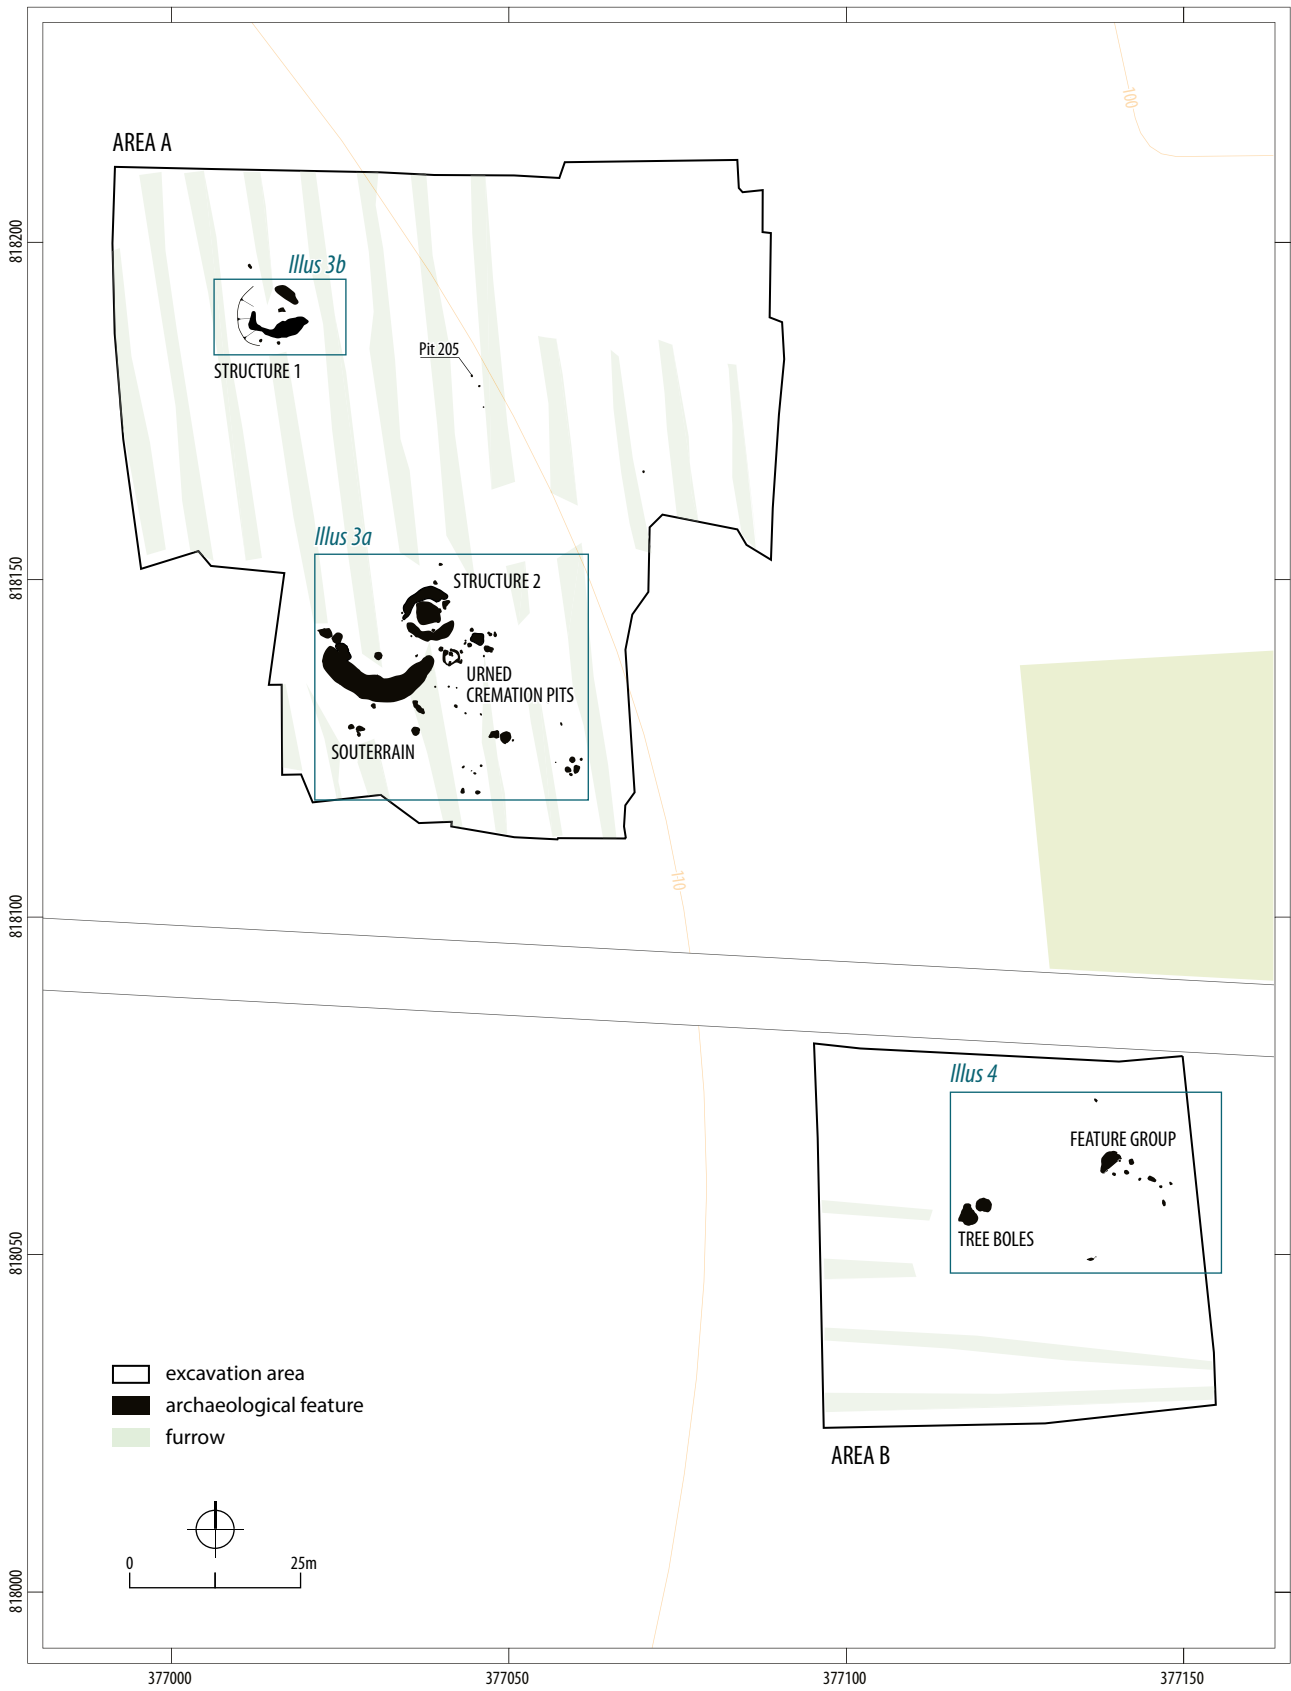 100
AREA A
818200
Illus 3b
Pit 205
STRUCTURE 1
Illus 3a
818150
STRUCTURE 2
URNED
CREMATION PITS
SOUTERRAIN
110
818100
Illus 4
FEATURE GROUP
TREE BOLES
818050
excavation area
archaeological feature
furrow
AREA B
0 25m
818000
377000 377050 377100 377150